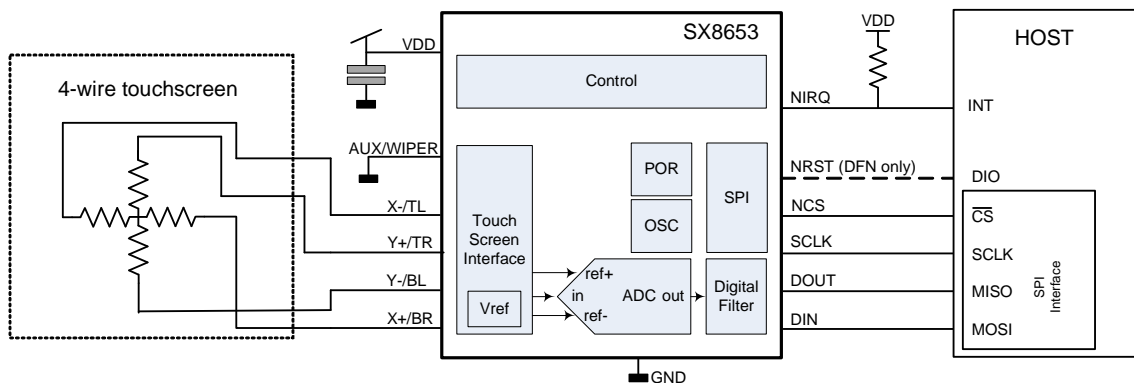 SX8653
VDD
HOST
VDD
4-wire touchscreen
Control
NIRQ
INT
AUX/WIPER
POR
SPI
NRST (DFN only)
DIO
X-/TL
Touch
Screen
Interface
OSC
NCS
CS
Y+/TR
SCLK
SCLK
Y-/BL
ref+
in
ref-
ADC out
Digital
Filter
DOUT
MISO
SPI
Interface
X+/BR
Vref
DIN
MOSI
GND